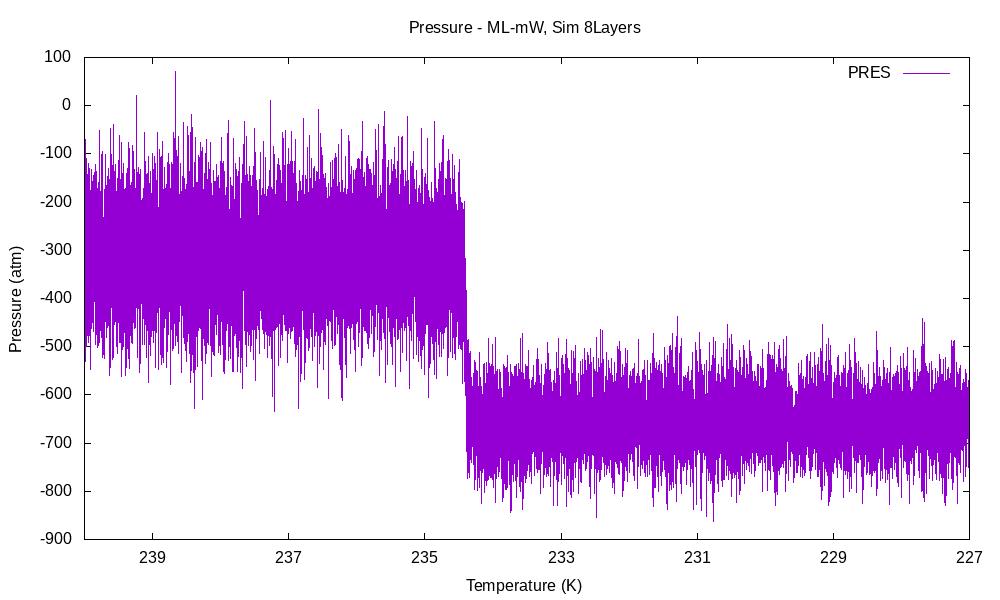 Pressure - ML-mW, Sim 8Layers
PRES
100
0
-100
-200
-300
-400
-500
-600
-700
-800
-900
Pressure (atm)
239 237 235 233 231 229 227
Temperature (K)